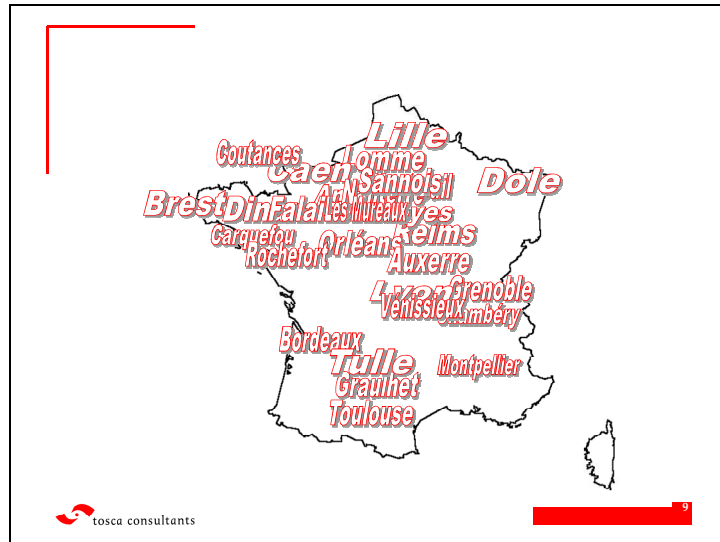 Lille
Coutances
Lomme
Caen
Sannois
Dole
Brest
Les Mureaux
Reims
Carquefou
Rochefort
Orléans
Auxerre
Lyon
Grenoble
Vénissieux
Bordeaux
Tulle
Montpellier
Graulhet
Toulouse
tosca consultants
9